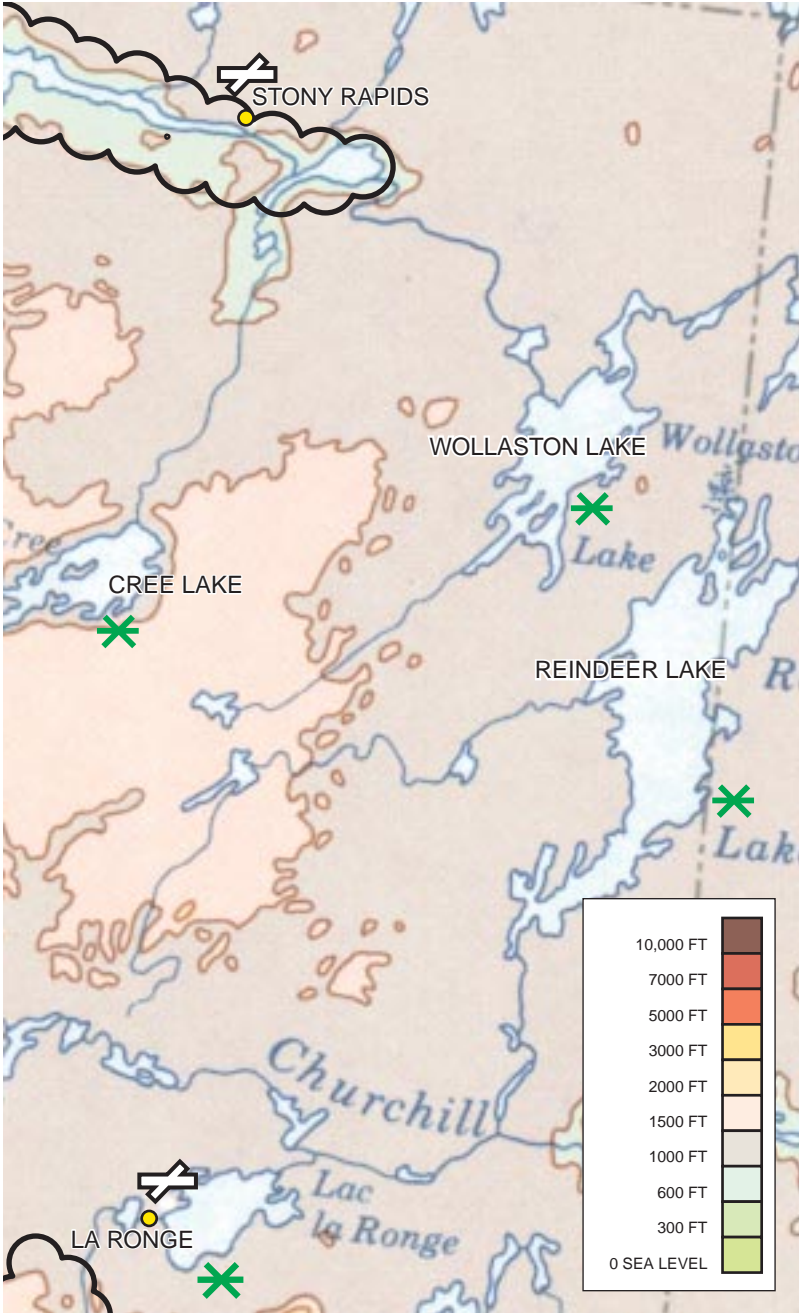 STONY RAPIDS
WOLLASTON LAKE
Wollasto
Lake
Cree
CREE LAKE
REINDEER LAKE
R
Lak
10,000 FT
7000 FT
5000 FT
3000 FT
2000 FT
1500 FT
1000 FT
600 FT
300 FT
0 SEA LEVEL
Churchill
Lac
la Ronge
LA RONGE